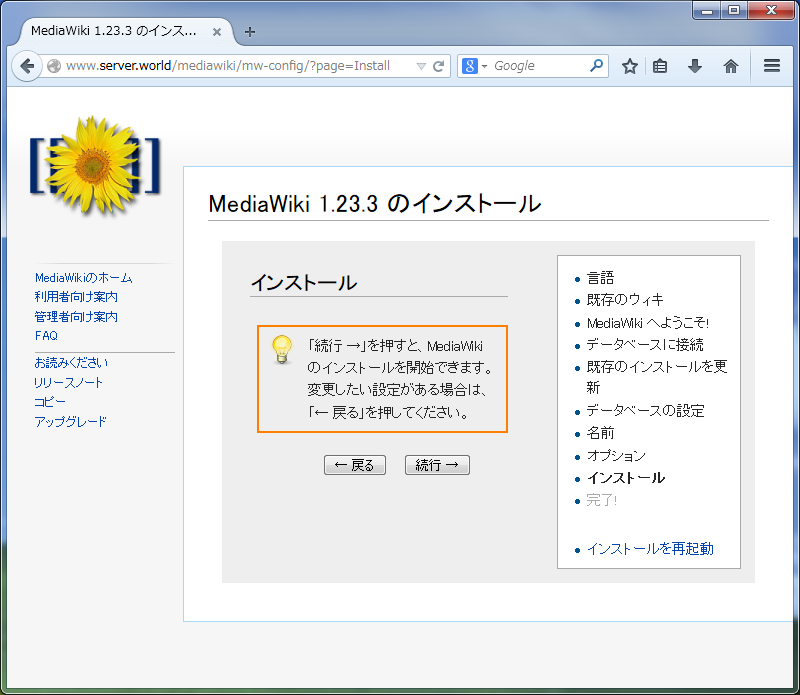 MediaWiki 1.23.3 のインス...
www.server.world/mediawiki/mw-config/?page=Install
8
Google
MediaWiki 1.23.3 のインストール
MediaWikiのホーム
利用者向け案内
管理者向け案内
FAQ
お読みください
リリースノート
コピー
アップグレード
インストール
「続行 →」を押すと、MediaWiki
のインストールを開始できます。
変更したい設定がある場合は、
「← 戻る」を押してください。
← 戻る
続行 →
言語
既存のウィキ
MediaWiki へようこそ!
データベースに接続
既存のインストールを更
新
データベースの設定
名前
オプション
インストール
完了!
インストールを再起動